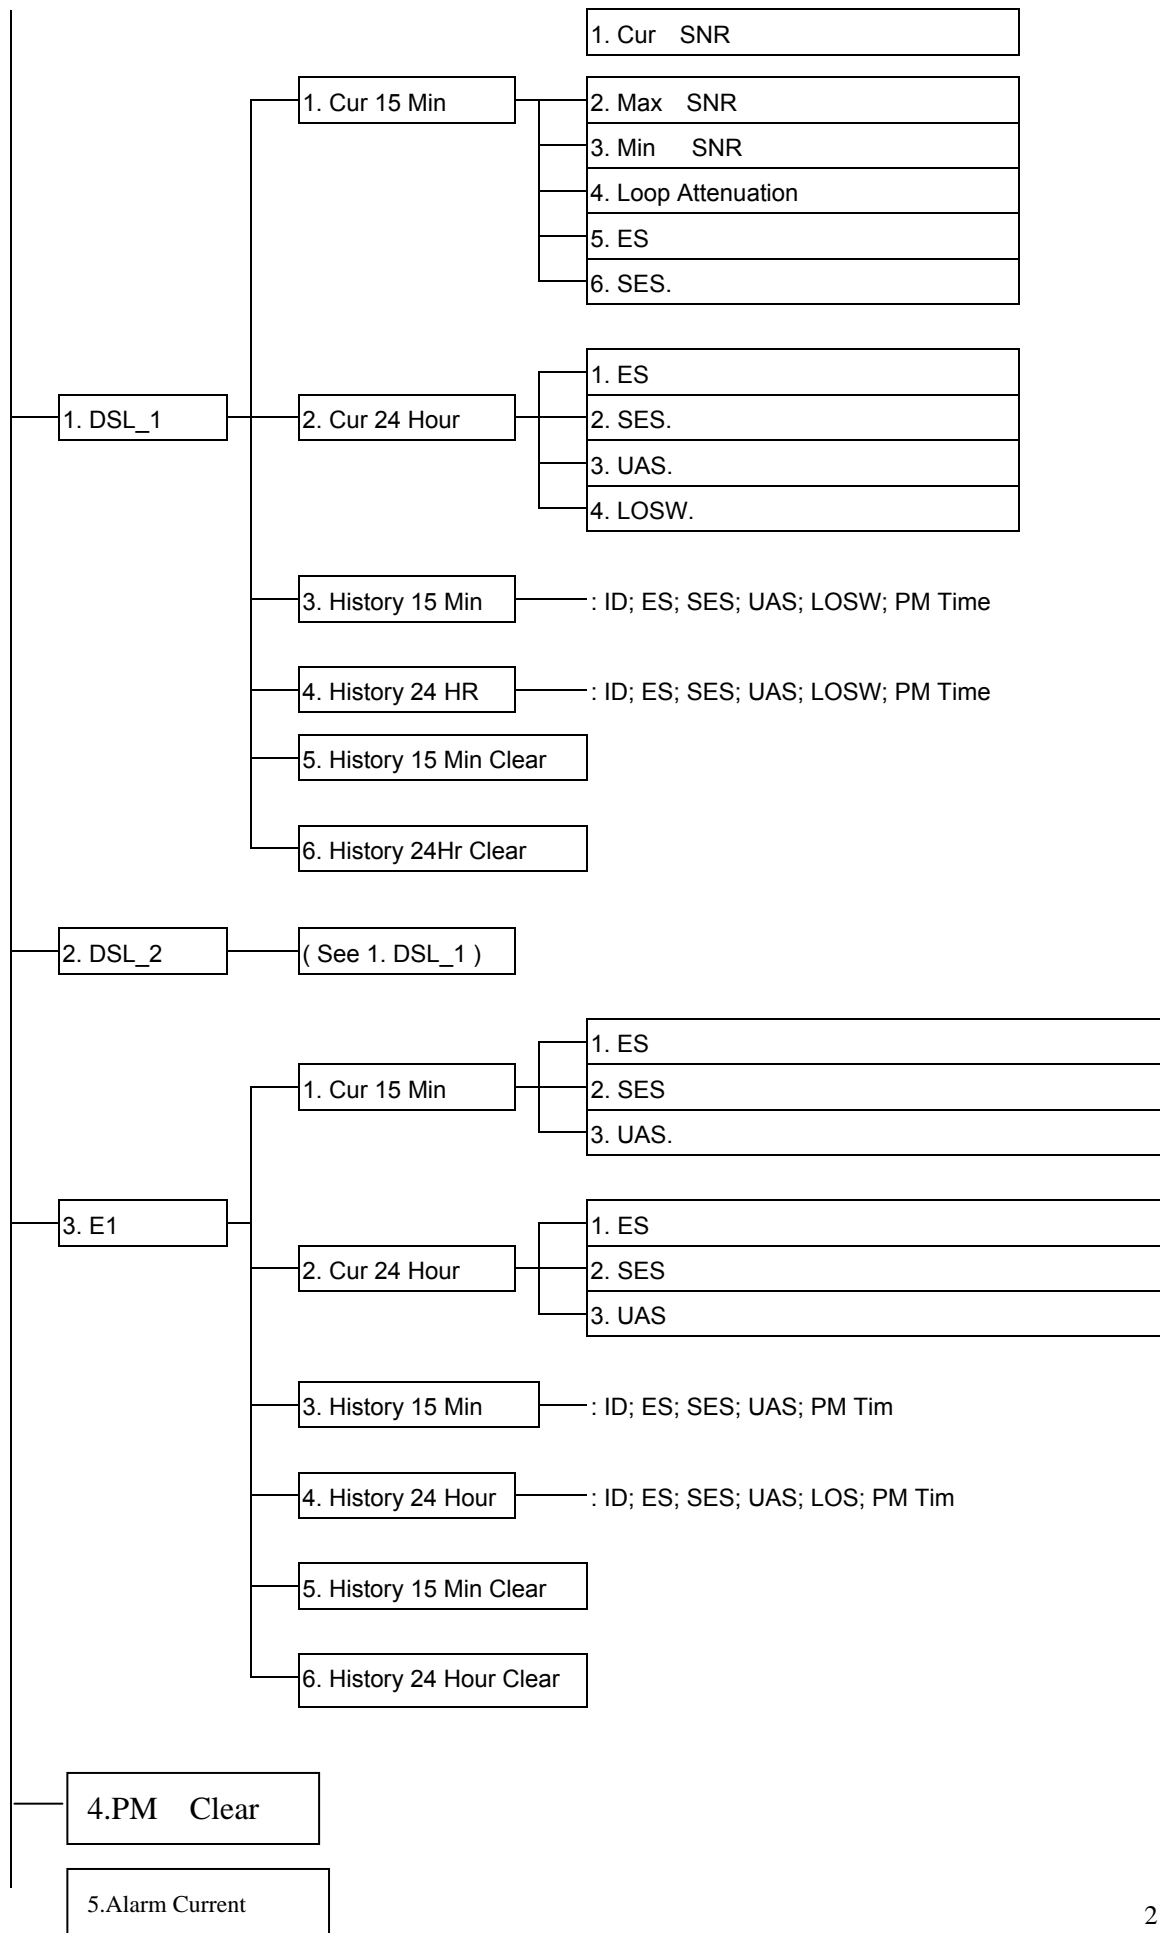 1. Cur SNR
1. Cur 15 Min
2. Max SNR
3. Min SNR
4. Loop Attenuation
5. ES
6. SES.
1. DSL_1
2. Cur 24 Hour
1. ES
2. SES.
3. UAS.
4. LOSW.
3. History 15 Min
: ID; ES; SES; UAS; LOSW; PM Time
4. History 24 HR
: ID; ES; SES; UAS; LOSW; PM Time
5. History 15 Min Clear
6. History 24Hr Clear
2. DSL_2
( See 1. DSL_1 )
1. Cur 15 Min
1. ES
2. SES
3. UAS.
3. E1
2. Cur 24 Hour
1. ES
2. SES
3. UAS
3. History 15 Min
: ID; ES; SES; UAS; PM Tim
4. History 24 Hour
: ID; ES; SES; UAS; LOS; PM Tim
5. History 15 Min Clear
6. History 24 Hour Clear
4.PM Clear
5.Alarm Current
2